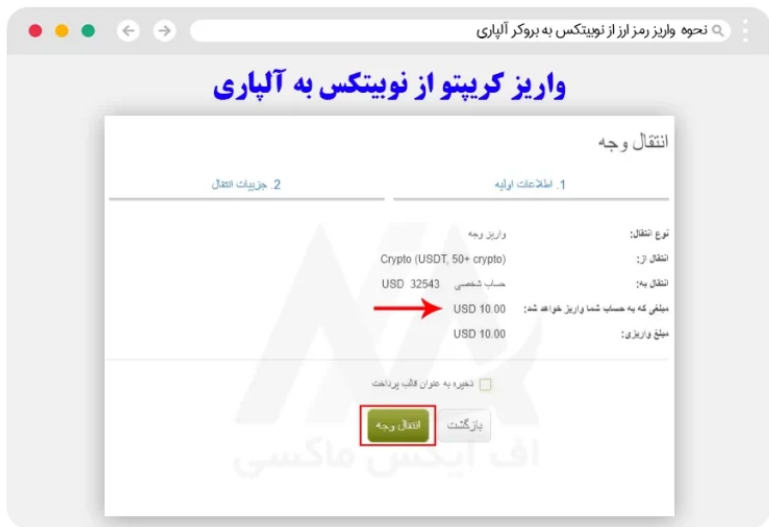 نحوه واریز رمز ارز از نوبیتکس به بروکر آلپاری
واریز کریپتو از نوبیتکس به آلپاری
انتقال وجه
1. اطلاعات اولیه
2. جزییات انتقال
نوع انتقال: واریز وجه
انتقال از: Crypto (USDT, 50+ crypto)
انتقال به: حساب شخصی USD 32543
مبلغی که به حساب شما واریز خواهد شد: USD 10.00
مبلغ واریزی: USD 10.00
ذخیره به عنوان قالب پرداخت
بازگشت
انتقال وجه
اف ایکس ماکسی